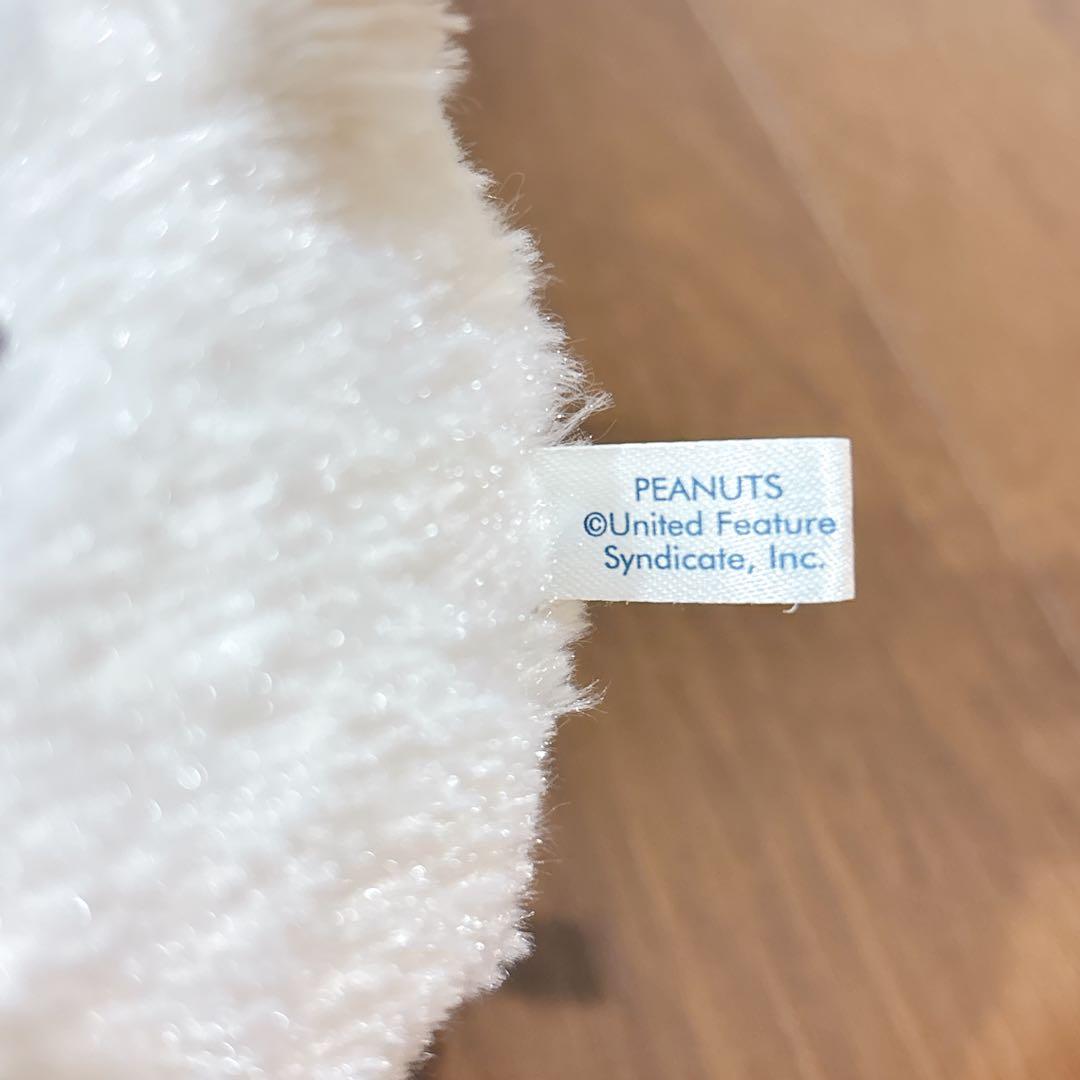 PEANUTS
©United Feature
Syndicate, Inc.